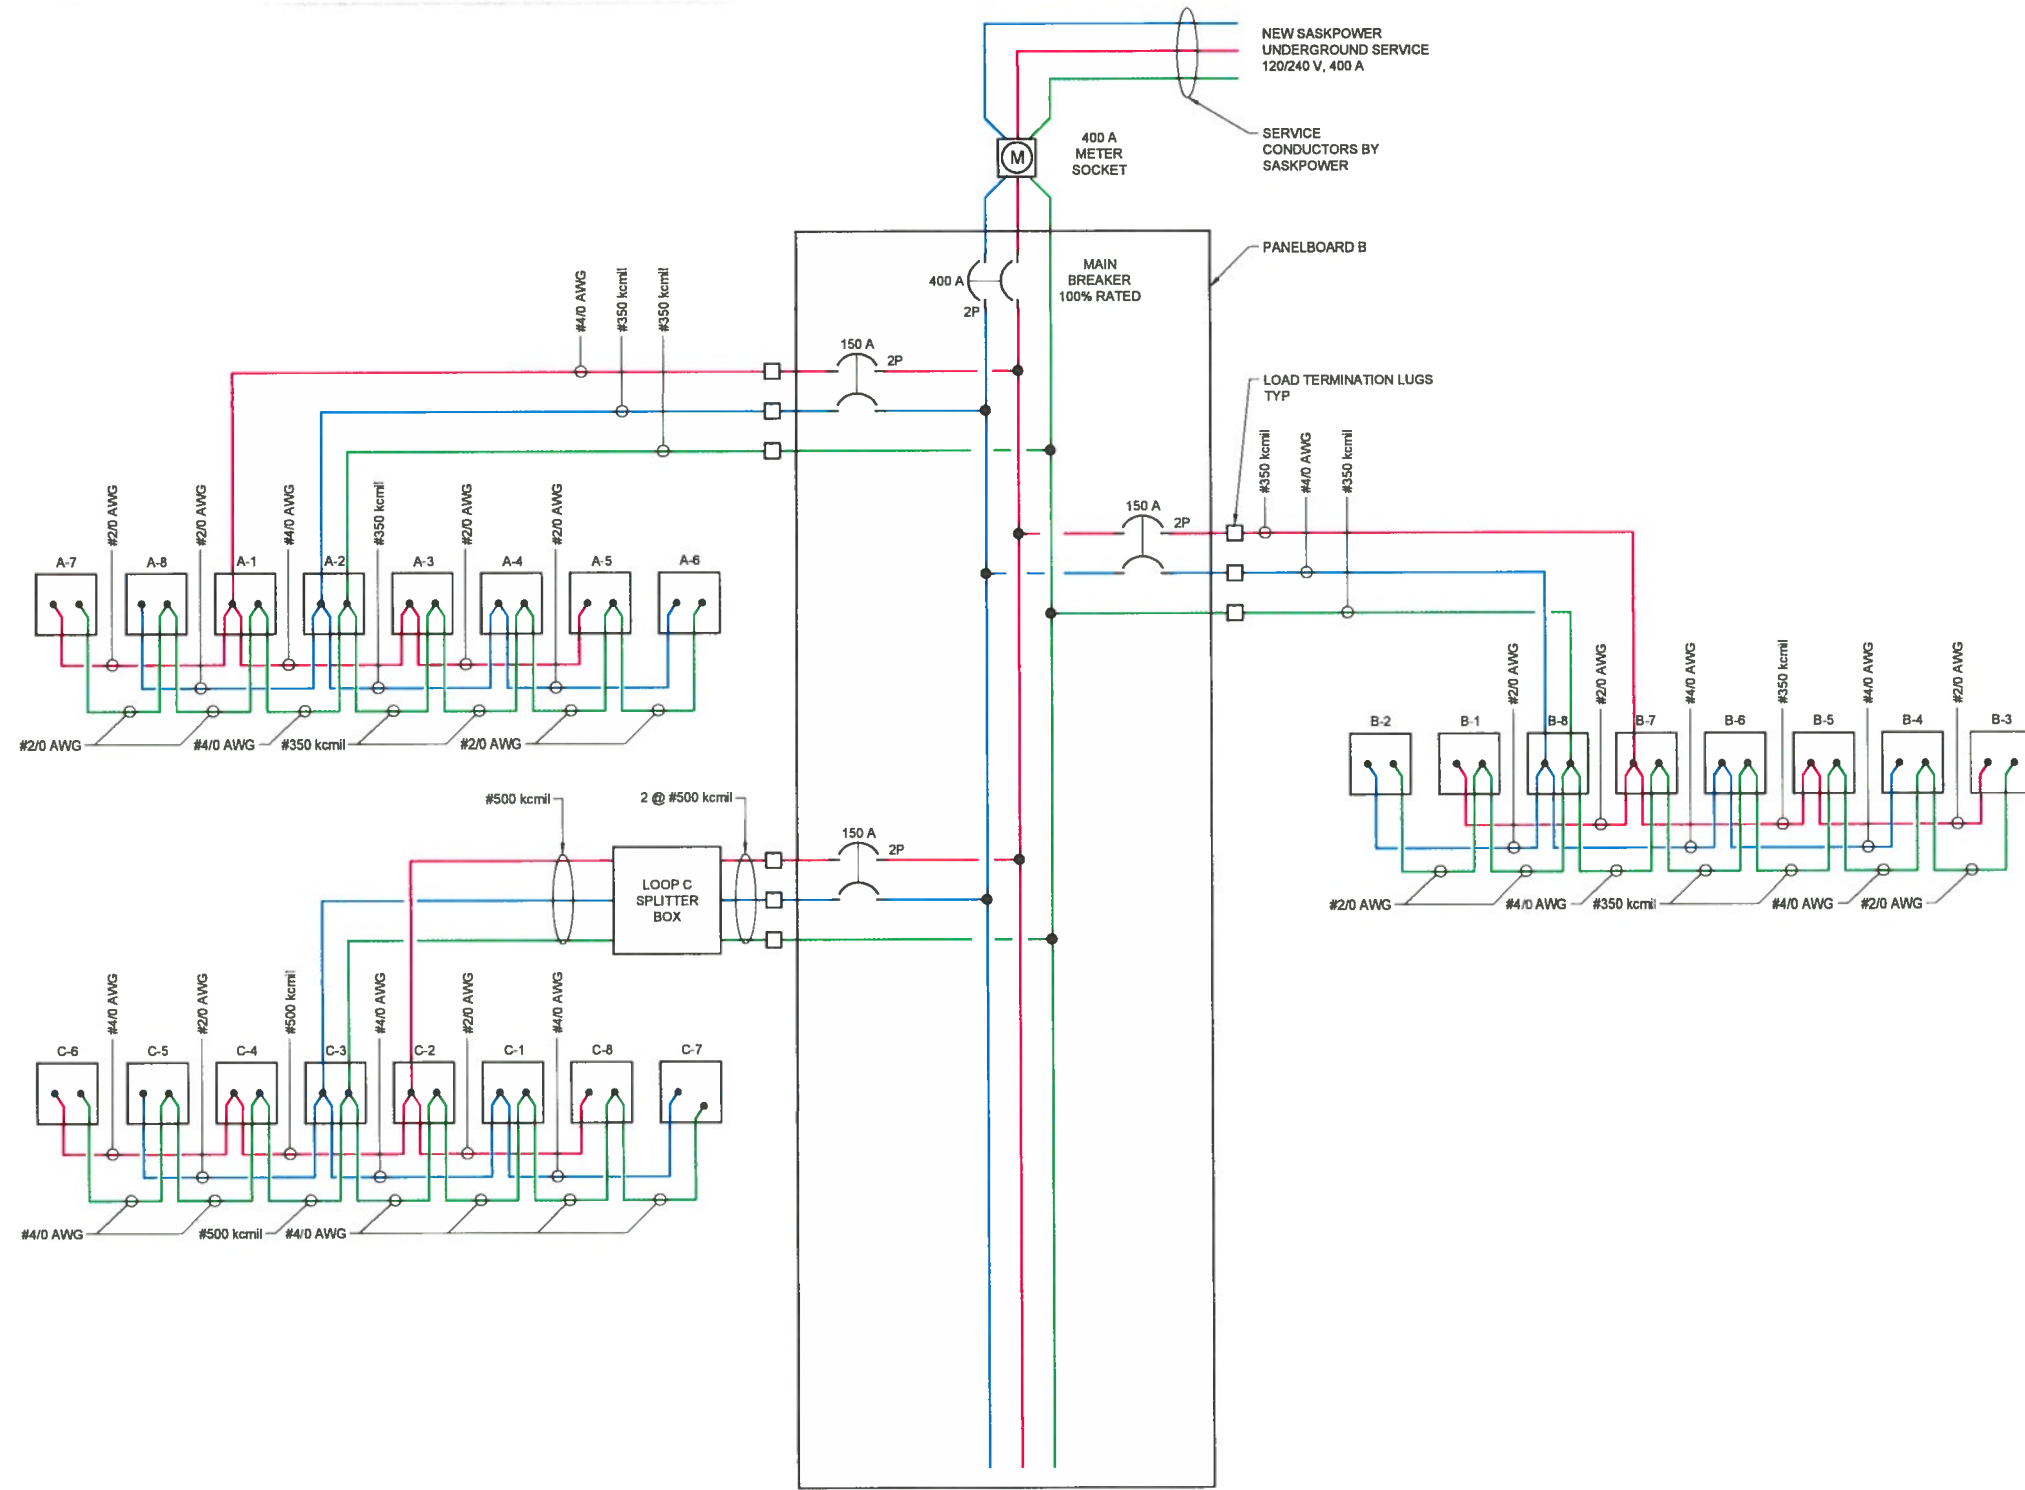 NEW SASKPOWER
UNDERGROUND SERVICE
120/240 V, 400 A
SERVICE
CONDUCTORS BY
SASKPOWER
400 A
METER
SOCKET
M
PANELBOARD B
MAIN
BREAKER
100% RATED
400 A
2P
#4/0 AWG
#350 kcmil
#350 kcmil
150 A
2P
LOAD TERMINATION LUGS
TYP
#350 kcmil
#4/0 AWG
#350 kcmil
150 A
2P
#2/0 AWG
#2/0 AWG
#4/0 AWG
#350 kcmil
#2/0 AWG
#2/0 AWG
A-7
A-8
A-1
A-2
A-3
A-4
A-5
A-6
#2/0 AWG
#4/0 AWG
#350 kcmil
#2/0 AWG
#2/0 AWG
#2/0 AWG
#4/0 AWG
#350 kcmil
#4/0 AWG
#2/0 AWG
B-2
B-1
B-8
B-7
B-6
B-5
B-4
B-3
#2/0 AWG
#4/0 AWG
#350 kcmil
#4/0 AWG
#2/0 AWG
#500 kcmil
2 @ #500 kcmil
150 A
2P
LOOP C
SPLITTER
BOX
#4/0 AWG
#2/0 AWG
#500 kcmil
#4/0 AWG
#2/0 AWG
#4/0 AWG
C-6
C-5
C-4
C-3
C-2
C-1
C-8
C-7
#4/0 AWG
#500 kcmil
#4/0 AWG